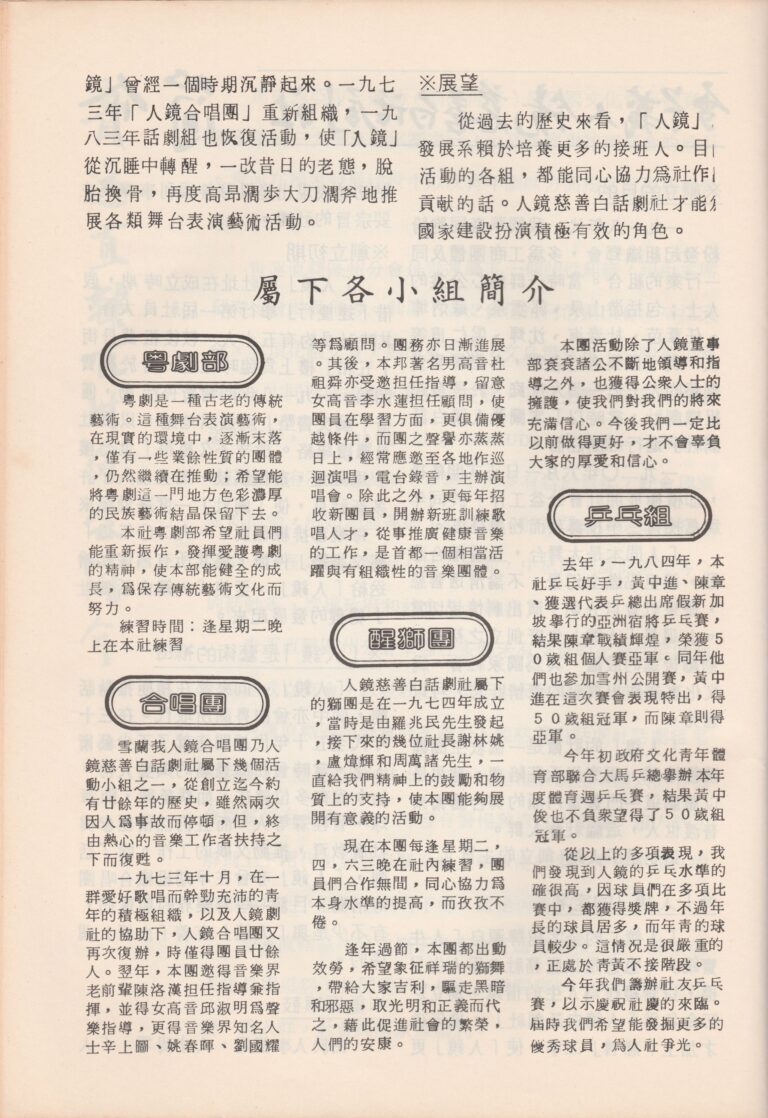 鏡」曾經一個時期沉靜起來。一九七
三年「人鏡合唱團」重新組織，一九
八三年話劇組也恢復活動，使「人鏡」
從沉睡中轉醒，一改昔日的老態，脫
胎換骨，再度高昻濶歩大刀濶斧地推
展各類舞台表演藝術活動。
※展望
從過去的歷史來看，「人鏡」
發展系賴於培養更多的接班人。目
活動的各組，都能同心協力爲社作
貢献的話。人鏡慈善白話劇社才能
國家建設扮演積極有效的角色。
屬下各小組簡介
粵劇部
粵劇是一種古老的傳統
藝術。這種舞台表演藝術，
在現實的環境中，逐漸末落
，僅有一些業餘性質的團體
，仍然繼續在推動；希望能
將粵劇這一門地方色彩濃厚
的民族藝術結晶保留下去。
本社粵劇部希望社員們
能重新振作，發揮愛護粵劇
的精神，使本部能健全的成
長，爲保存傳統藝術文化而
努力。
練習時間：逢星期二晚
上在本社練習
合唱團
雪蘭莪人鏡合唱團乃人
鏡慈善白話劇社屬下幾個活
動小組之一，從創立迄今約
有廿餘年的歷史，雖然兩次
因人爲事故而停頓，但，終
由熱心的音樂工作者扶持之
下而復甦。
一九七三年十月，在一
群愛好歌唱而幹勁充沛的青
年的積極組織，以及人鏡劇
社的協助下，人鏡合唱團又
再次復辦，時僅得團員廿餘
人。翌年，本團邀得音樂界
老前輩陳洛漢担任指導兼指
揮，並得女高音邱淑明爲聲
樂指導，更得音樂界知名人
士辛上圖、姚春暉、劉國耀
等爲顧問。團務亦日漸進展
。其後，本邦著名男高音杜
祖舜亦受邀担任指導，留意
女高音李水蓮担任顧問，使
團員在學習方面，更俱備優
越條件，而團之聲譽亦蒸蒸
日上，經常應邀至各地作巡
迴演唱，電台錄音，主辦演
唱會。除此之外，更每年招
收新團員，開辦新班訓練歌
唱人才，從事推廣健康音樂
的工作，是首都一個相當活
躍與有組織性的音樂團體。
醒獅團
人鏡慈善白話劇社屬下
的獅團是在一九七四年成立
，當時是由羅兆民先生發起
，接下來的幾位社長謝林姚
，盧煒輝和周萬諸先生，一
直給我們精神上的鼓勵和物
質上的支持，使本團能夠展
開有意義的活動。
現在本團每逢星期二，
四，六三晚在社內練習，團
員們合作無間，同心協力爲
本身水準的提高，而孜孜不
倦。
逢年過節，本團都出動
效勞，希望象征祥瑞的獅舞
，帶給大家吉利，驅走黑暗
和邪惡，取光明和正義而代
之，藉此促進社會的繁榮，
人們的安康。
本團活動除了人鏡董事
部衮衮諸公不斷地領導和指
導之外，也獲得公衆人士的
擁護，使我們對我們的將來
充滿信心。今後我們一定比
以前做得更好，才不會辜負
大家的厚愛和信心。
乒乓組
去年，一九八四年，本
社乒乓好手，黃中進、陳章
、獲選代表乒總出席假新加
坡舉行的亞洲宿將乒乓賽，
結果陳章戰績輝煌，榮獲５
０歲組個人賽亞軍。同年他
們也參加雪州公開賽，黃中
進在這次賽會表現特出，得
５０歲組冠軍，而陳章則得
亞軍。
今年初政府文化青年體
育部聯合大馬乒總擧辦本年
度體育週乒乓賽，結果黃中
俊也不負衆望得了５０歲組
冠軍。
從以上的多項表現，我
們發現到人鏡的乒乓水準的
確很高，因球員們在多項比
賽中，都獲得獎牌，不過年
長的球員居多，而年靑的球
員較少。這情况是很嚴重的
，正處於靑黃不接階段。
今年我們籌辦社友乒乓
賽，以示慶祝社慶的來臨。
屆時我們希望能發掘更多的
優秀球員，爲人社爭光。